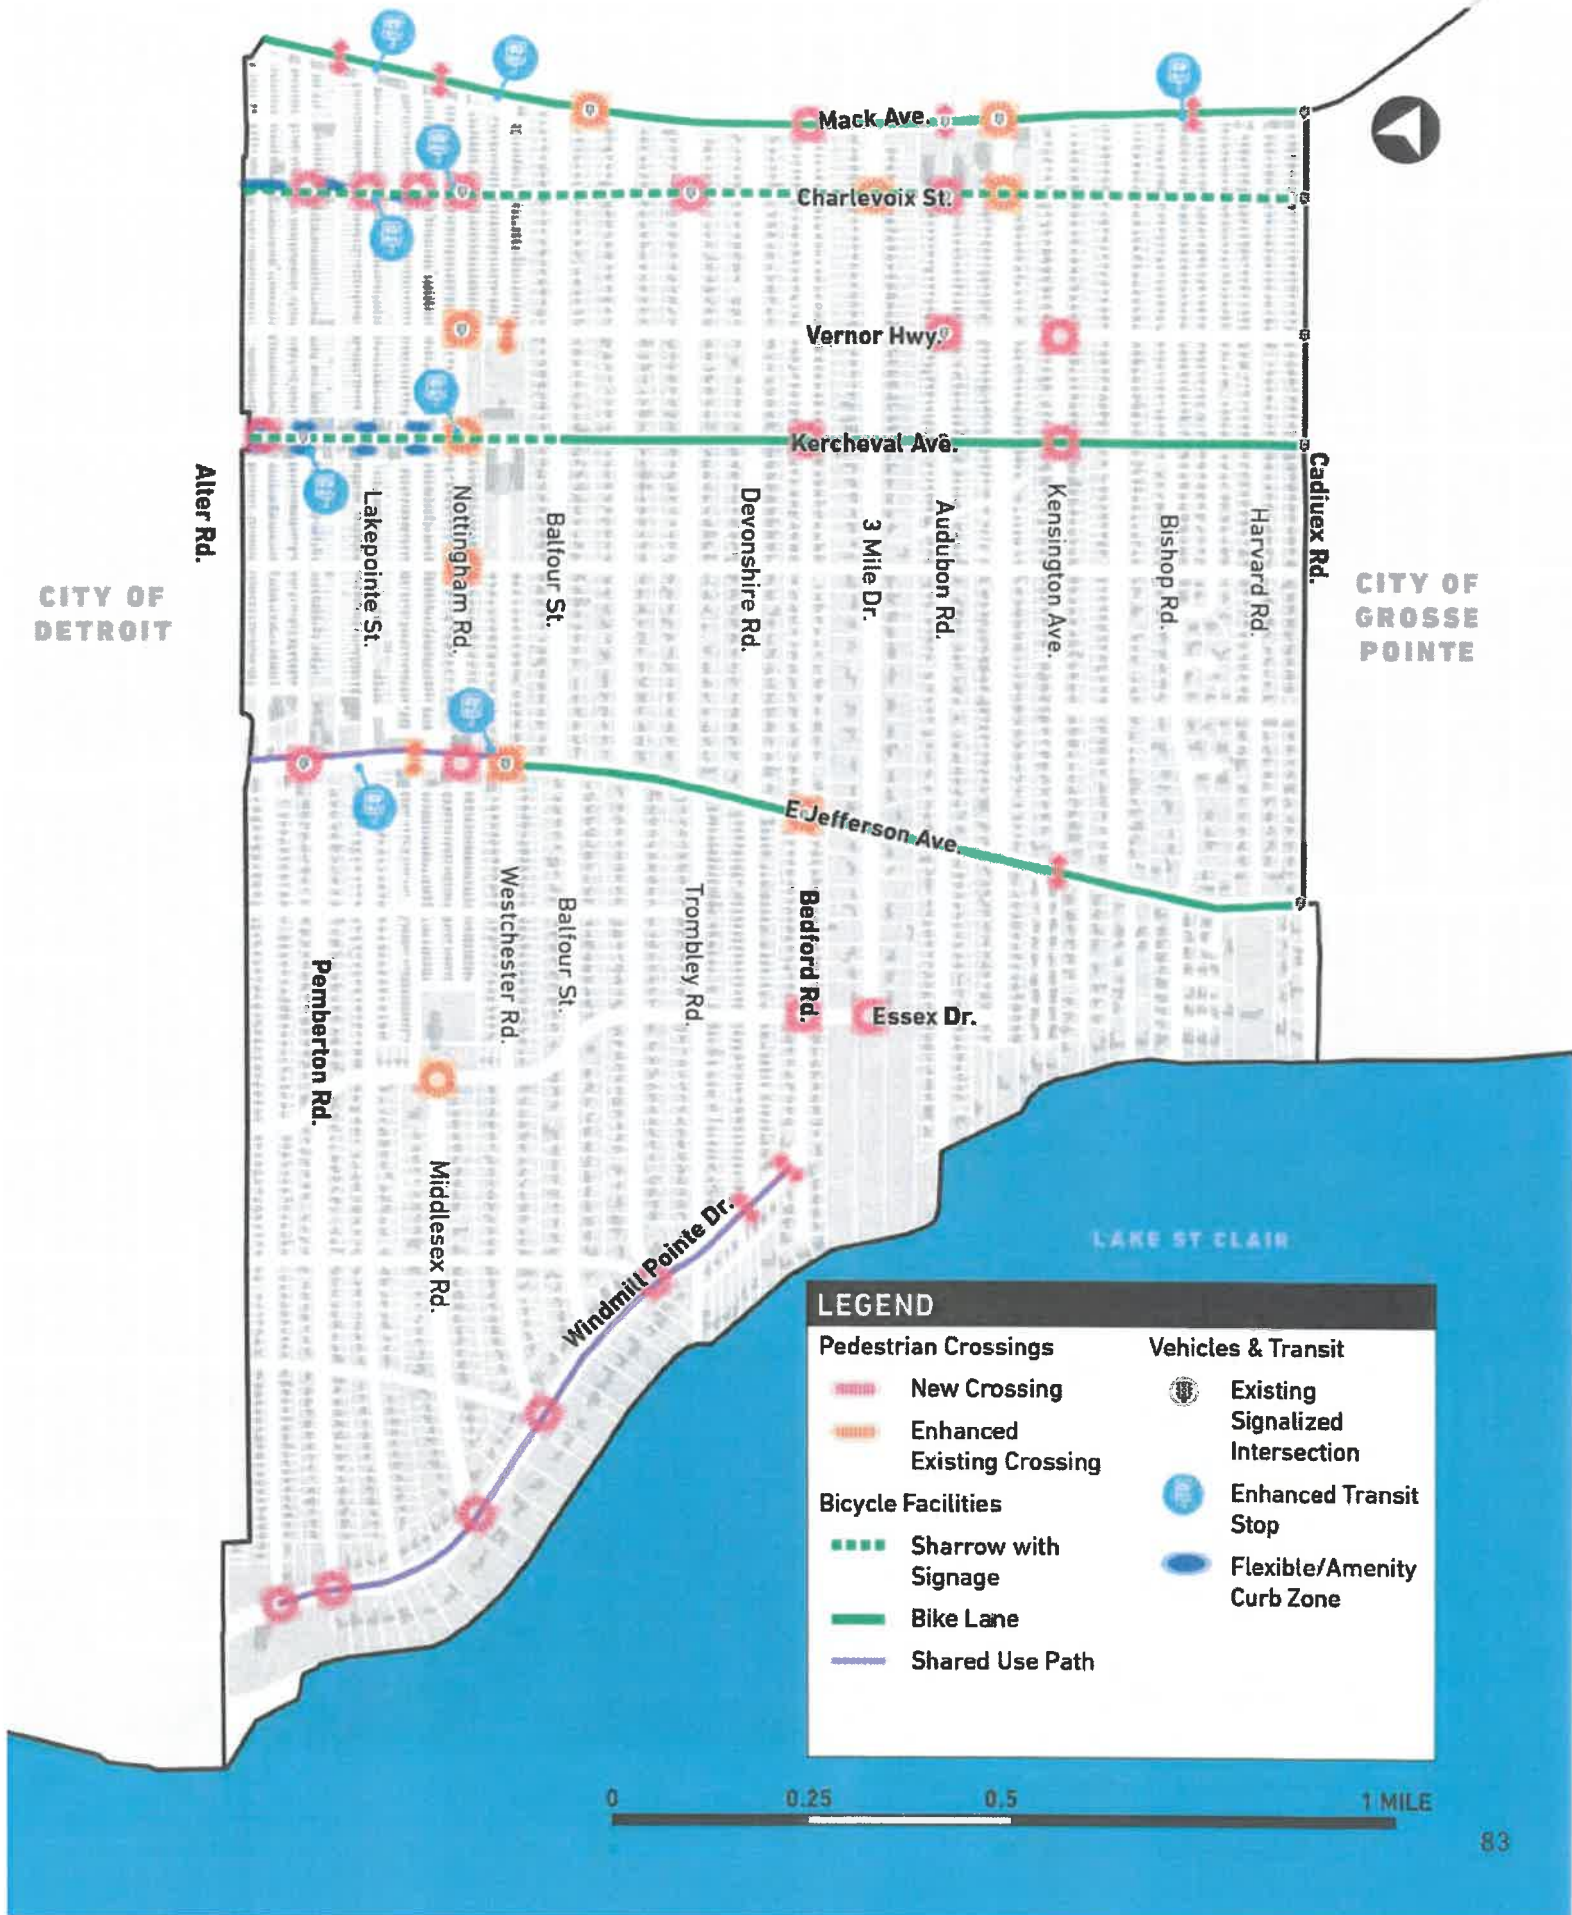 Mack Ave.
Charlevoix St.
Vernor Hwy.
Kercheval Ave.
Alter Rd.
Lakepointe St.
Nottingham Rd.
Balfour St.
Devonshire Rd.
3 Mile Dr.
Audubon Rd.
Kensington Ave.
Bishop Rd.
Harvard Rd.
Cadiuex Rd.
CITY OF
DETROIT
CITY OF
GROSSE
POINTE
E Jefferson Ave.
Westchester Rd.
Balfour St.
Trombley Rd.
Bedford Rd.
Essex Dr.
Pemberton Rd.
Middlesex Rd.
Windmill Pointe Dr.
LAKE ST CLAIR
LEGEND
Pedestrian Crossings
New Crossing
Enhanced
Existing Crossing
Bicycle Facilities
Sharrow with
Signage
Bike Lane
Shared Use Path
Vehicles & Transit
Existing
Signalized
Intersection
Enhanced Transit
Stop
Flexible/Amenity
Curb Zone
0 0.25 0.5 1 MILE
83